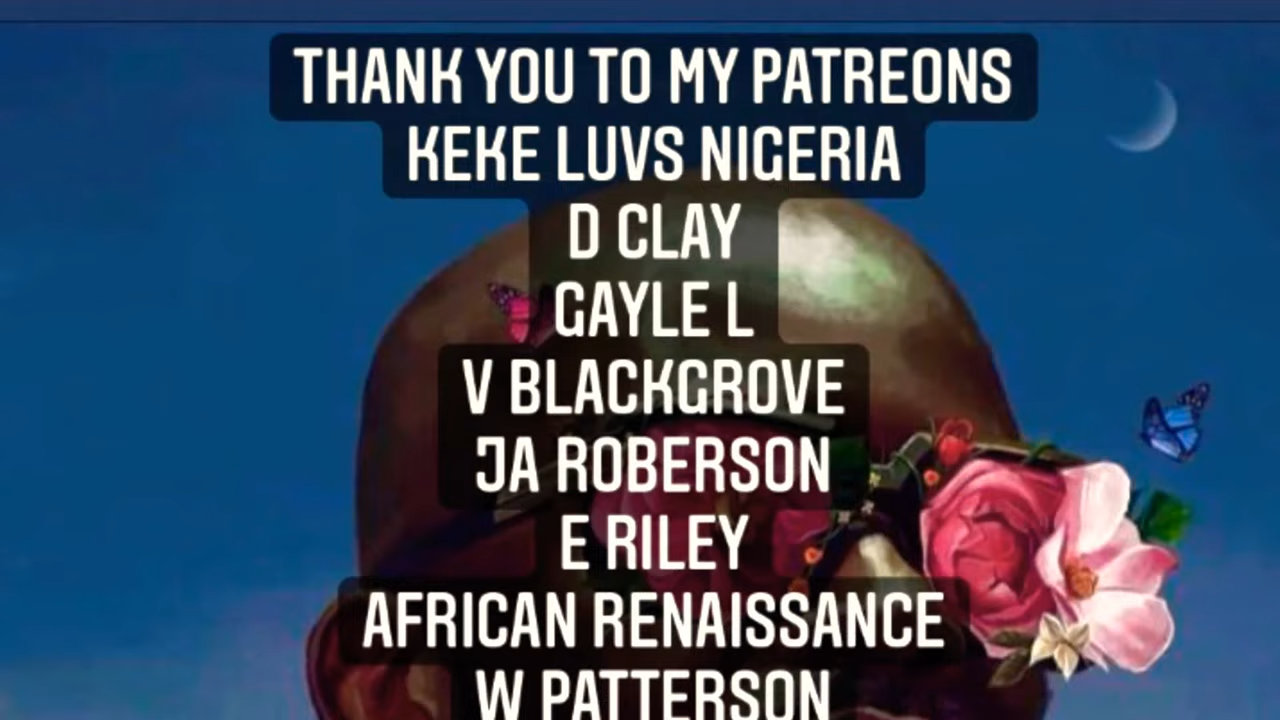 THANK YOU TO MY PATREONS
KEKE LUVS NIGERIA
D CLAY
GAYLE L
V BLACKGROVE
JA ROBERSON
E RILEY
AFRICAN RENAISSANCE
W PATTERSON